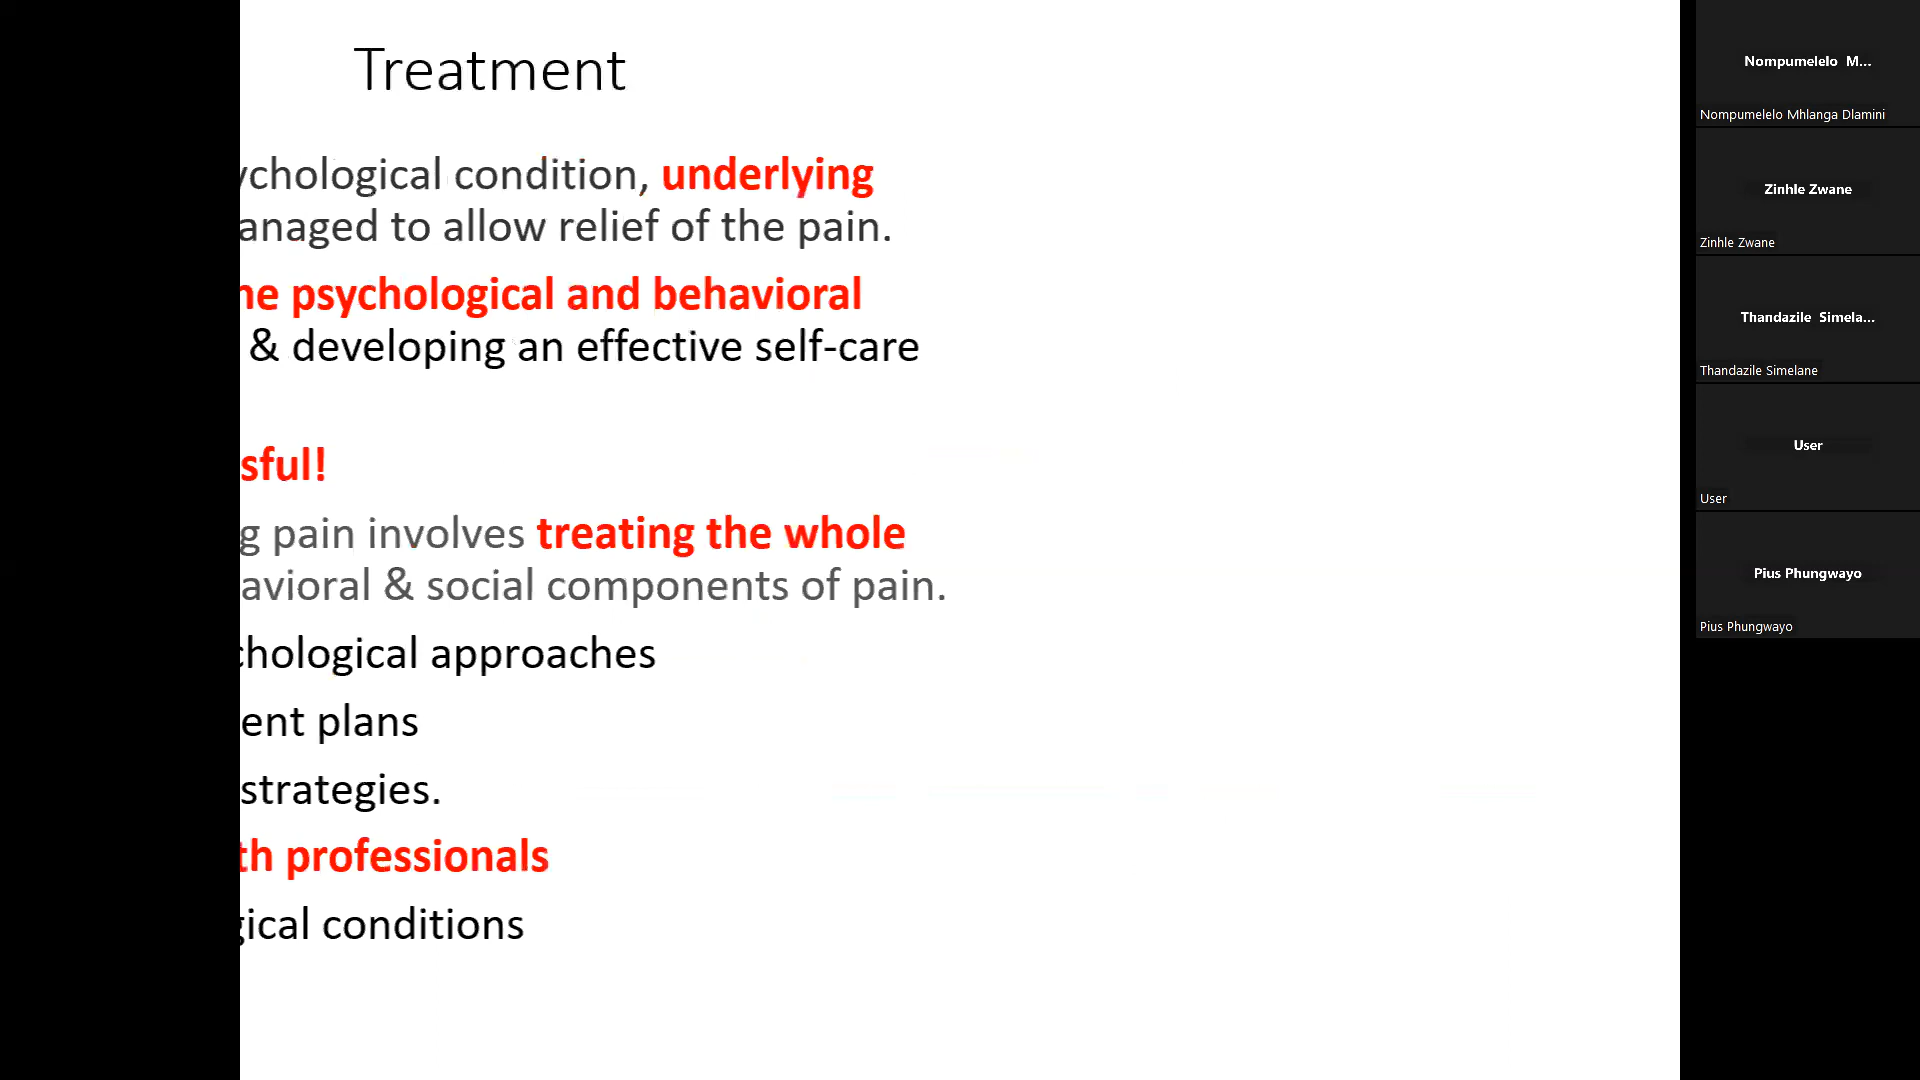 Treatment
ychological condition, underlying
anaged to allow relief of the pain.
he psychological and behavioral
& developing an effective self-care
sful!
g pain involves treating the whole
avioral & social components of pain.
chological approaches
ent plans
strategies.
th professionals
gical conditions
Nompumelelo M...
Nompumelelo Mhlanga Dlamini
Zinhle Zwane
Zinhle Zwane
Thandazile Simela...
Thandazile Simelane
User
User
Pius Phungwayo
Pius Phungwayo